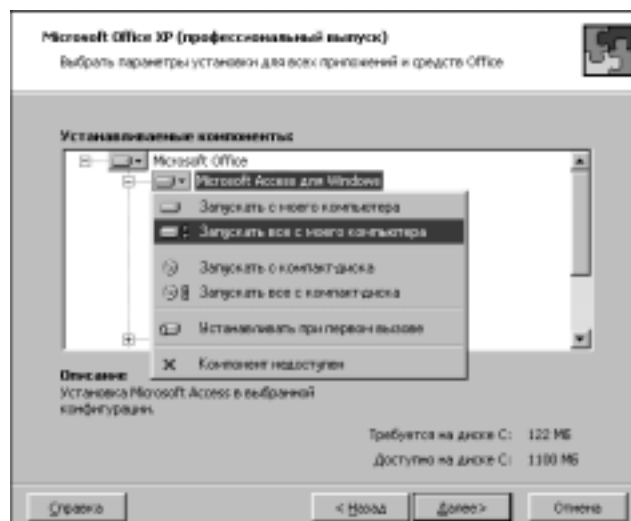 Microsoft Office XP (профессиональный выпуск)
Выбрать параметры установки для всех приложений и средств Office
Устанавливаемые компоненты:
Microsoft Office
Microsoft Access для Windows
Запускать с моего компьютера
Запускать все с моего компьютера
Запускать с компакт-диска
Запускать все с компакт-диска
Устанавливать при первом вызове
Компонент недоступен
Описание
Установка Microsoft Access в выбранной
конфигурации.
Требуется на диске C: 122 МБ
Доступно на диске C: 1100 МБ
Справка
< Назад
Далее >
Отмена